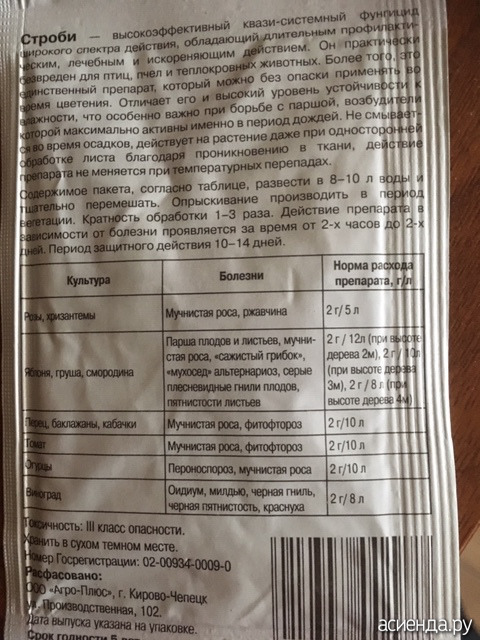 Строби — высокоэффективный квази-системный фунгицид
широкого спектра действия, обладающий длительным профилакти-
ческим, лечебным и искореняющим действием. Он практически
безвреден для птиц, пчел и теплокровных животных. Более того, это
единственный препарат, который можно без опаски применять во
время цветения. Отличает его и высокий уровень устойчивости к
влажности, что особенно важно при борьбе с паршой, возбудители
которой максимально активны именно в период дождей. Не смывает-
ся во время осадков, действует на растение даже при односторонней
обработке листа благодаря проникновению в ткани, действие
препарата не меняется при температурных перепадах.
Содержимое пакета, согласно таблице, развести в 8–10 л воды и
тщательно перемешать. Опрыскивание производить в период
вегетации. Кратность обработки 1–3 раза. Действие препарата в
зависимости от болезни проявляется за время от 2-х часов до 2-х
дней. Период защитного действия 10–14 дней.
Культура
Болезни
Норма расхода
препарата, г/л
Розы, хризантемы
Мучнистая роса, ржавчина
2 г/ 5 л
Яблоня, груша, смородина
Парша плодов и листьев, мучни-
стая роса, «сажистый грибок»,
«мухосед» альтернариоз, серые
плесневидные гнили плодов,
пятнистости листьев
2 г / 12л (при высоте
дерева 2м), 2 г / 10л
(при высоте дерева
3м), 2 г / 8 л (при
высоте дерева 4м)
Перец, баклажаны, кабачки
Мучнистая роса, фитофтороз
2 г/10 л
Томат
Мучнистая роса, фитофтороз
2 г/10 л
Огурцы
Пероноспороз, мучнистая роса
2 г/10 л
Виноград
Оидиум, милдью, черная гниль,
черная пятнистость, краснуха
2 г/ 8 л
Токсичность: III класс опасности.
Хранить в сухом темном месте.
Номер Госрегистрации: 02-00934-0009-0
Расфасовано:
ООО «Агро-Плюс», г. Кирово-Чепецк
ул. Производственная, 102.
Дата выпуска указана на упаковке.
Срок годности 5 лет
асиенда.ру